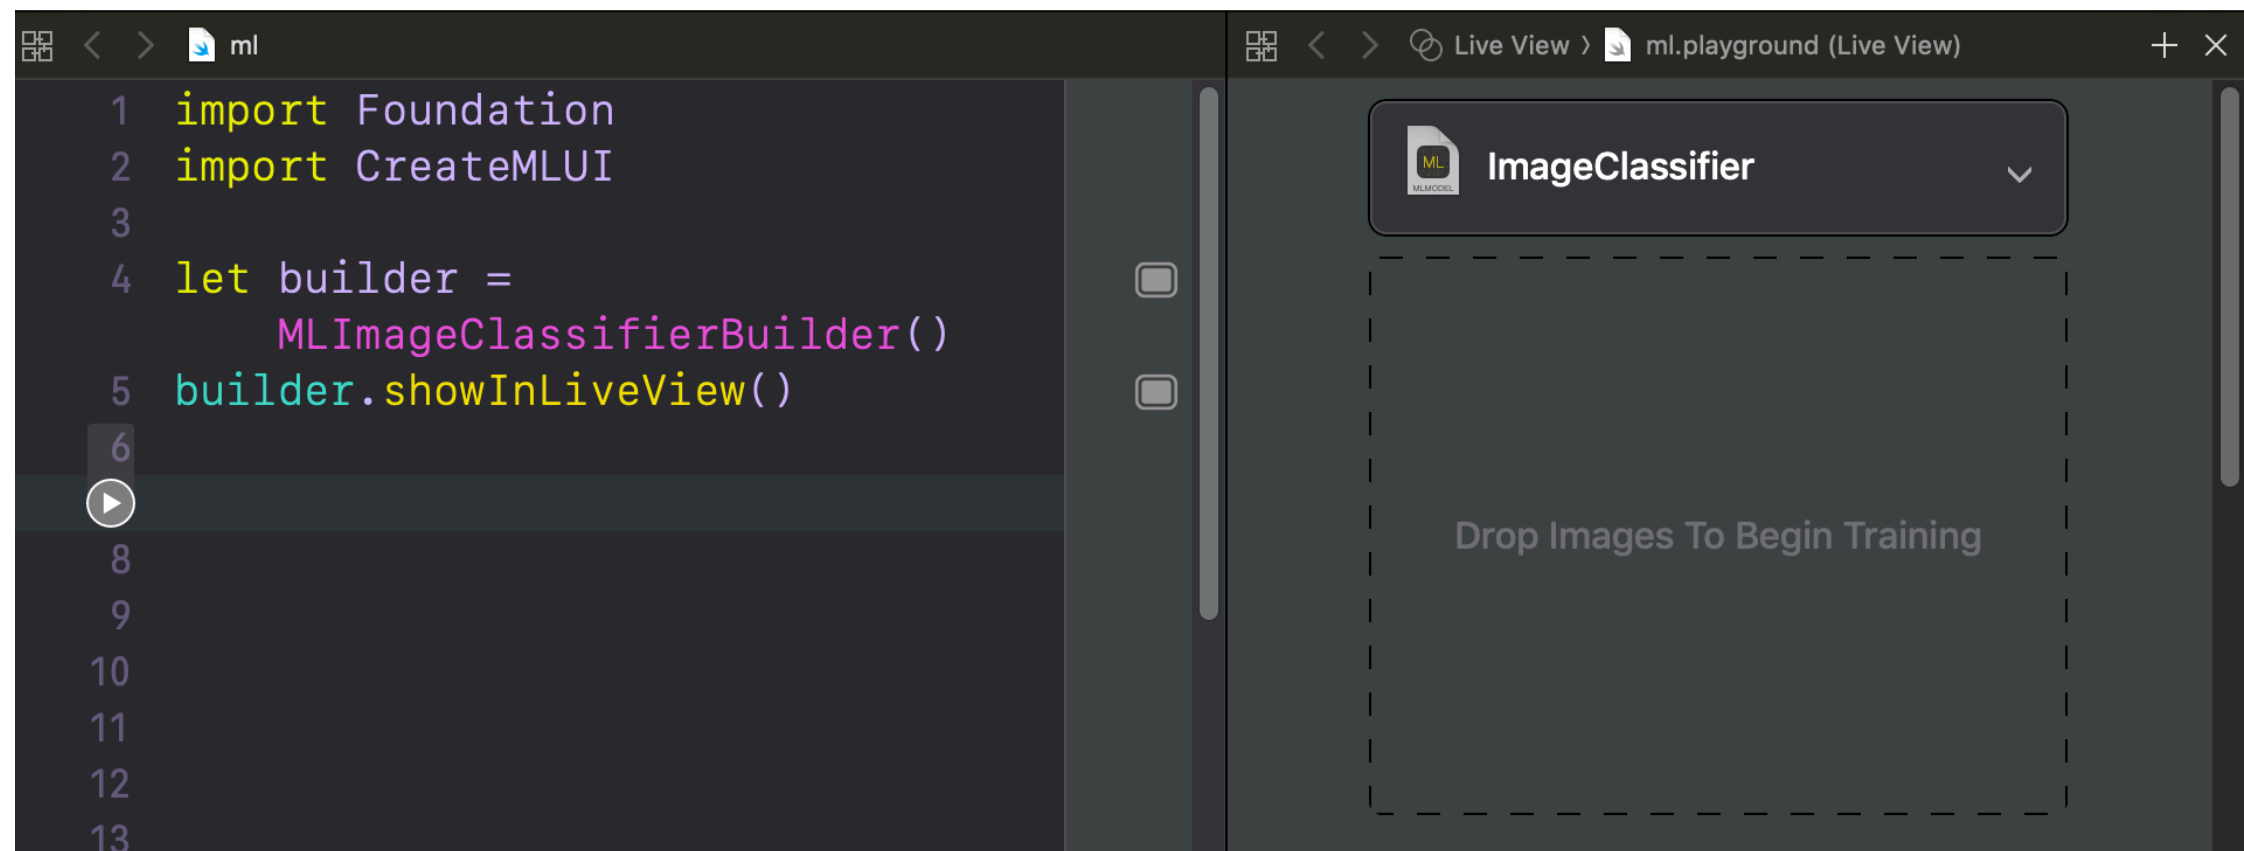 ml
1 import Foundation
2 import CreateMLUI
3
4 let builder =
MLImageClassifierBuilder()
5 builder.showInLiveView()
6
8
9
10
11
12
13
Live View 〉 ml.playground (Live View)
ML
MLMODEL
ImageClassifier
Drop Images To Begin Training